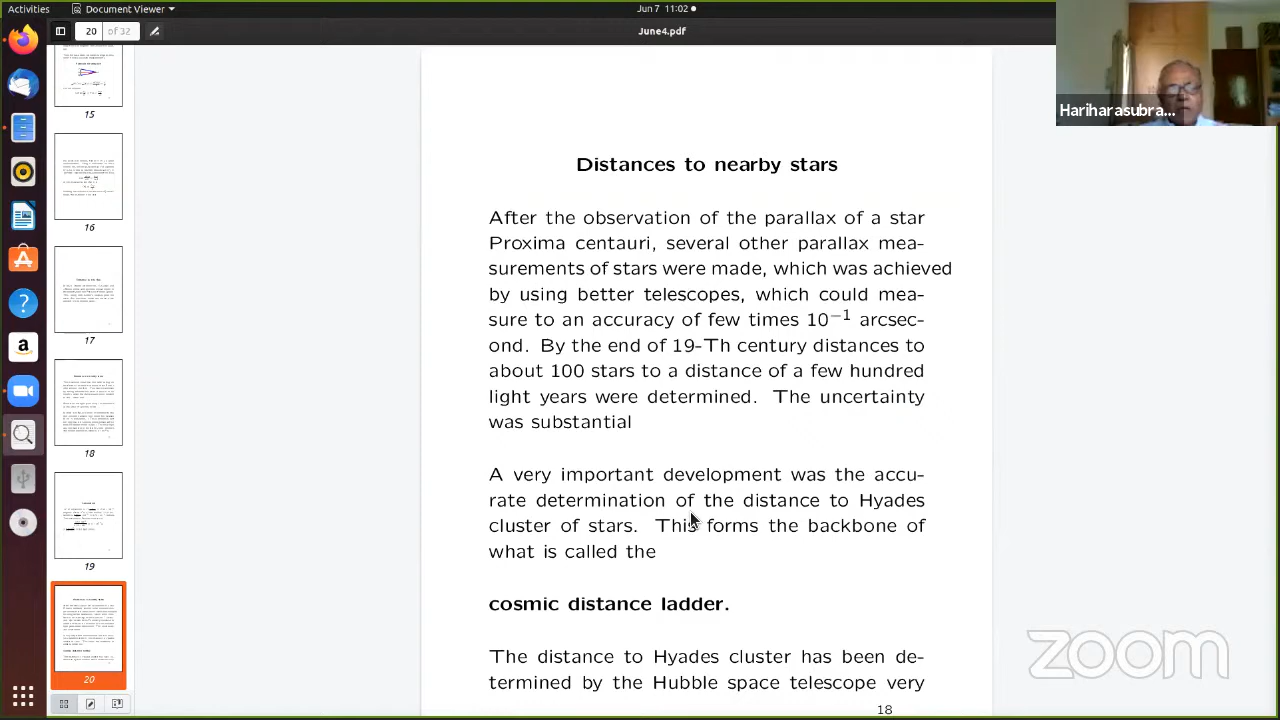 Activities
Document Viewer
Jun 7 11:02
20 of 32
June4.pdf
Hariharasubra...
15
16
17
18
19
20
Distances to nearby stars
After the observation of the parallax of a star
Proxima centauri, several other parallax mea-
surements of stars were made, which was achieved
by using better telescopes, which could mea-
sure to an accuracy of few times 10⁻¹ arcsec-
ond. By the end of 19-Th century distances to
about 100 stars to a distance of a few hundred
light years were determined. The uncertainty
was substantial
A very important development was the accu-
rate determination of the distance to Hyades
clister of stars. This forms the backbone of
what is called the
distance ladder.
The distance to Hyades cluster has been de-
termined by the Hubble space telescope very
18
zoom